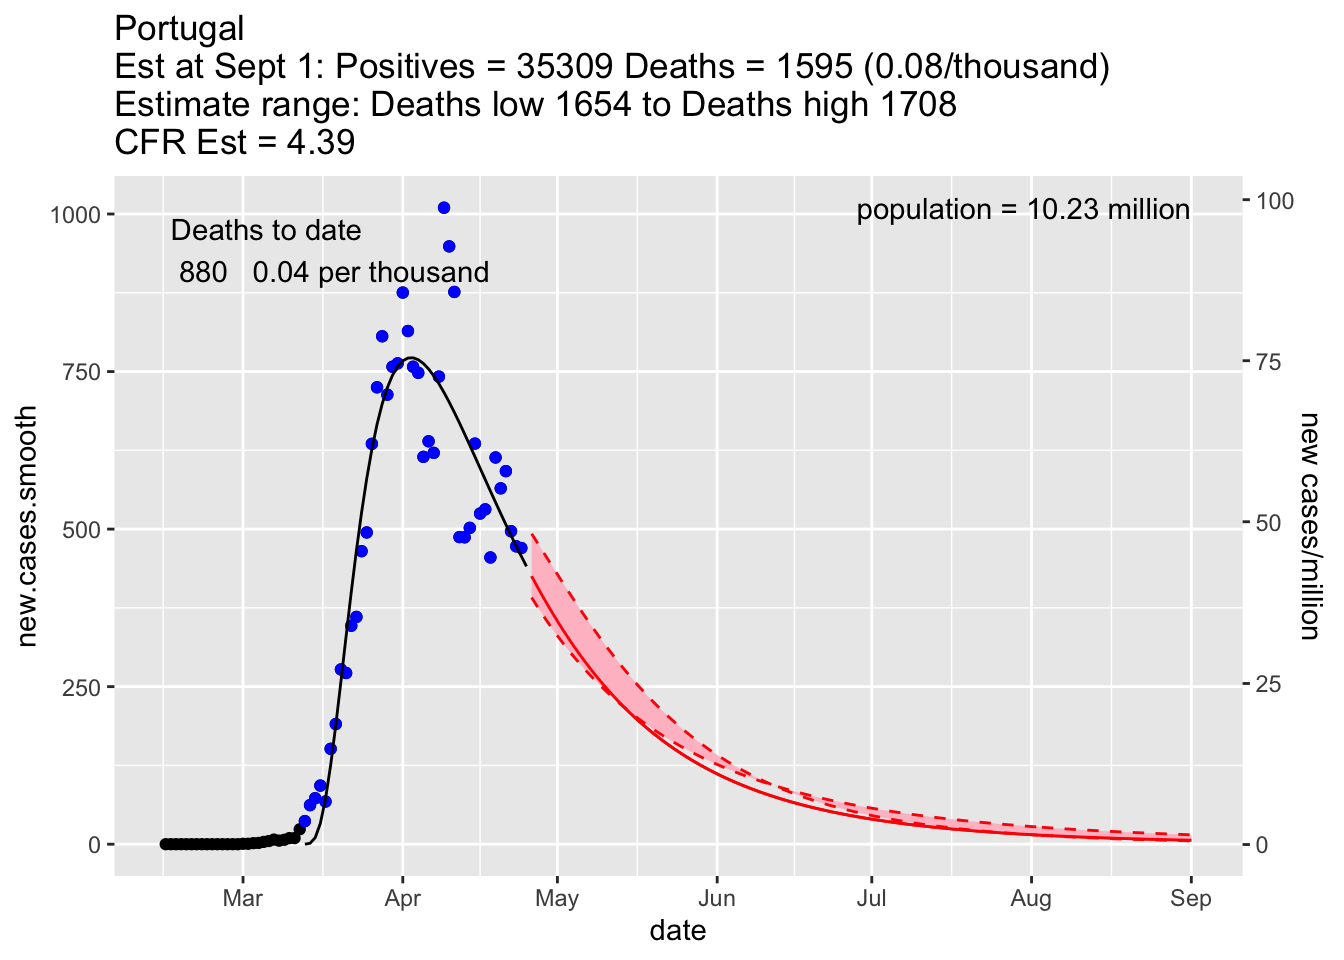 Portugal
Est at Sept 1: Positives = 35309 Deaths = 1595 (0.08/thousand)
Estimate range: Deaths low 1654 to Deaths high 1708
CFR Est = 4.39
Deaths to date
880 0.04 per thousand
population = 10.23 million
new.cases.smooth
1000
750
500
250
0
100
75
50
25
0
new cases/million
Mar Apr May Jun Jul Aug Sep
date